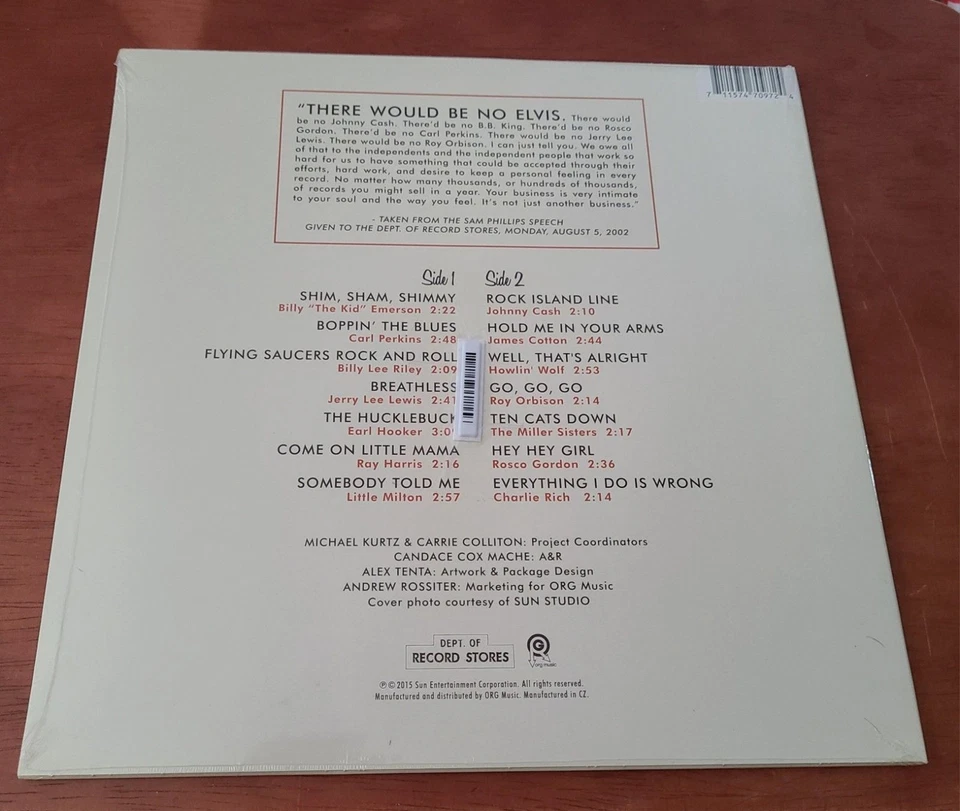 7 11574 70972 4
"THERE WOULD BE NO ELVIS. There would
be no Johnny Cash. There'd be no B.B. King. There'd be no Rosco
Gordon. There'd be no Carl Perkins. There would be no Jerry Lee
Lewis. There would be no Roy Orbison. I can just tell you. We owe all
of that to the independents and the independent people that work so
hard for us to have something that could be accepted through their
efforts, hard work, and desire to keep a personal feeling in every
record. No matter how many thousands, or hundreds of thousands,
of records you might sell in a year. Your business is very intimate
to your soul and the way you feel. It's not just another business."
- TAKEN FROM THE SAM PHILLIPS SPEECH
GIVEN TO THE DEPT. OF RECORD STORES, MONDAY, AUGUST 5, 2002
Side 1
SHIM, SHAM, SHIMMY
Billy "The Kid" Emerson 2:22
BOPPIN' THE BLUES
Carl Perkins 2:48
FLYING SAUCERS ROCK AND ROLL
Billy Lee Riley 2:09
BREATHLESS
Jerry Lee Lewis 2:41
THE HUCKLEBUCK
Earl Hooker
COME ON LITTLE MAMA
Ray Harris 2:16
SOMEBODY TOLD ME
Little Milton 2:57
Side 2
ROCK ISLAND LINE
Johnny Cash 2:10
HOLD ME IN YOUR ARMS
James Cotton 2:44
WELL, THAT'S ALRIGHT
Howlin' Wolf 2:53
GO, GO, GO
Roy Orbison 2:14
TEN CATS DOWN
The Miller Sisters 2:17
HEY HEY GIRL
Rosco Gordon 2:36
EVERYTHING I DO IS WRONG
Charlie Rich 2:14
MICHAEL KURTZ & CARRIE COLLITON: Project Coordinators
CANDACE COX MACHE: A&R
ALEX TENTA: Artwork & Package Design
ANDREW ROSSITER: Marketing for ORG Music
Cover photo courtesy of SUN STUDIO
DEPT. OF
RECORD STORES
org music
℗ © 2015 Sun Entertainment Corporation. All rights reserved.
Manufactured and distributed by ORG Music. Manufactured in CZ.